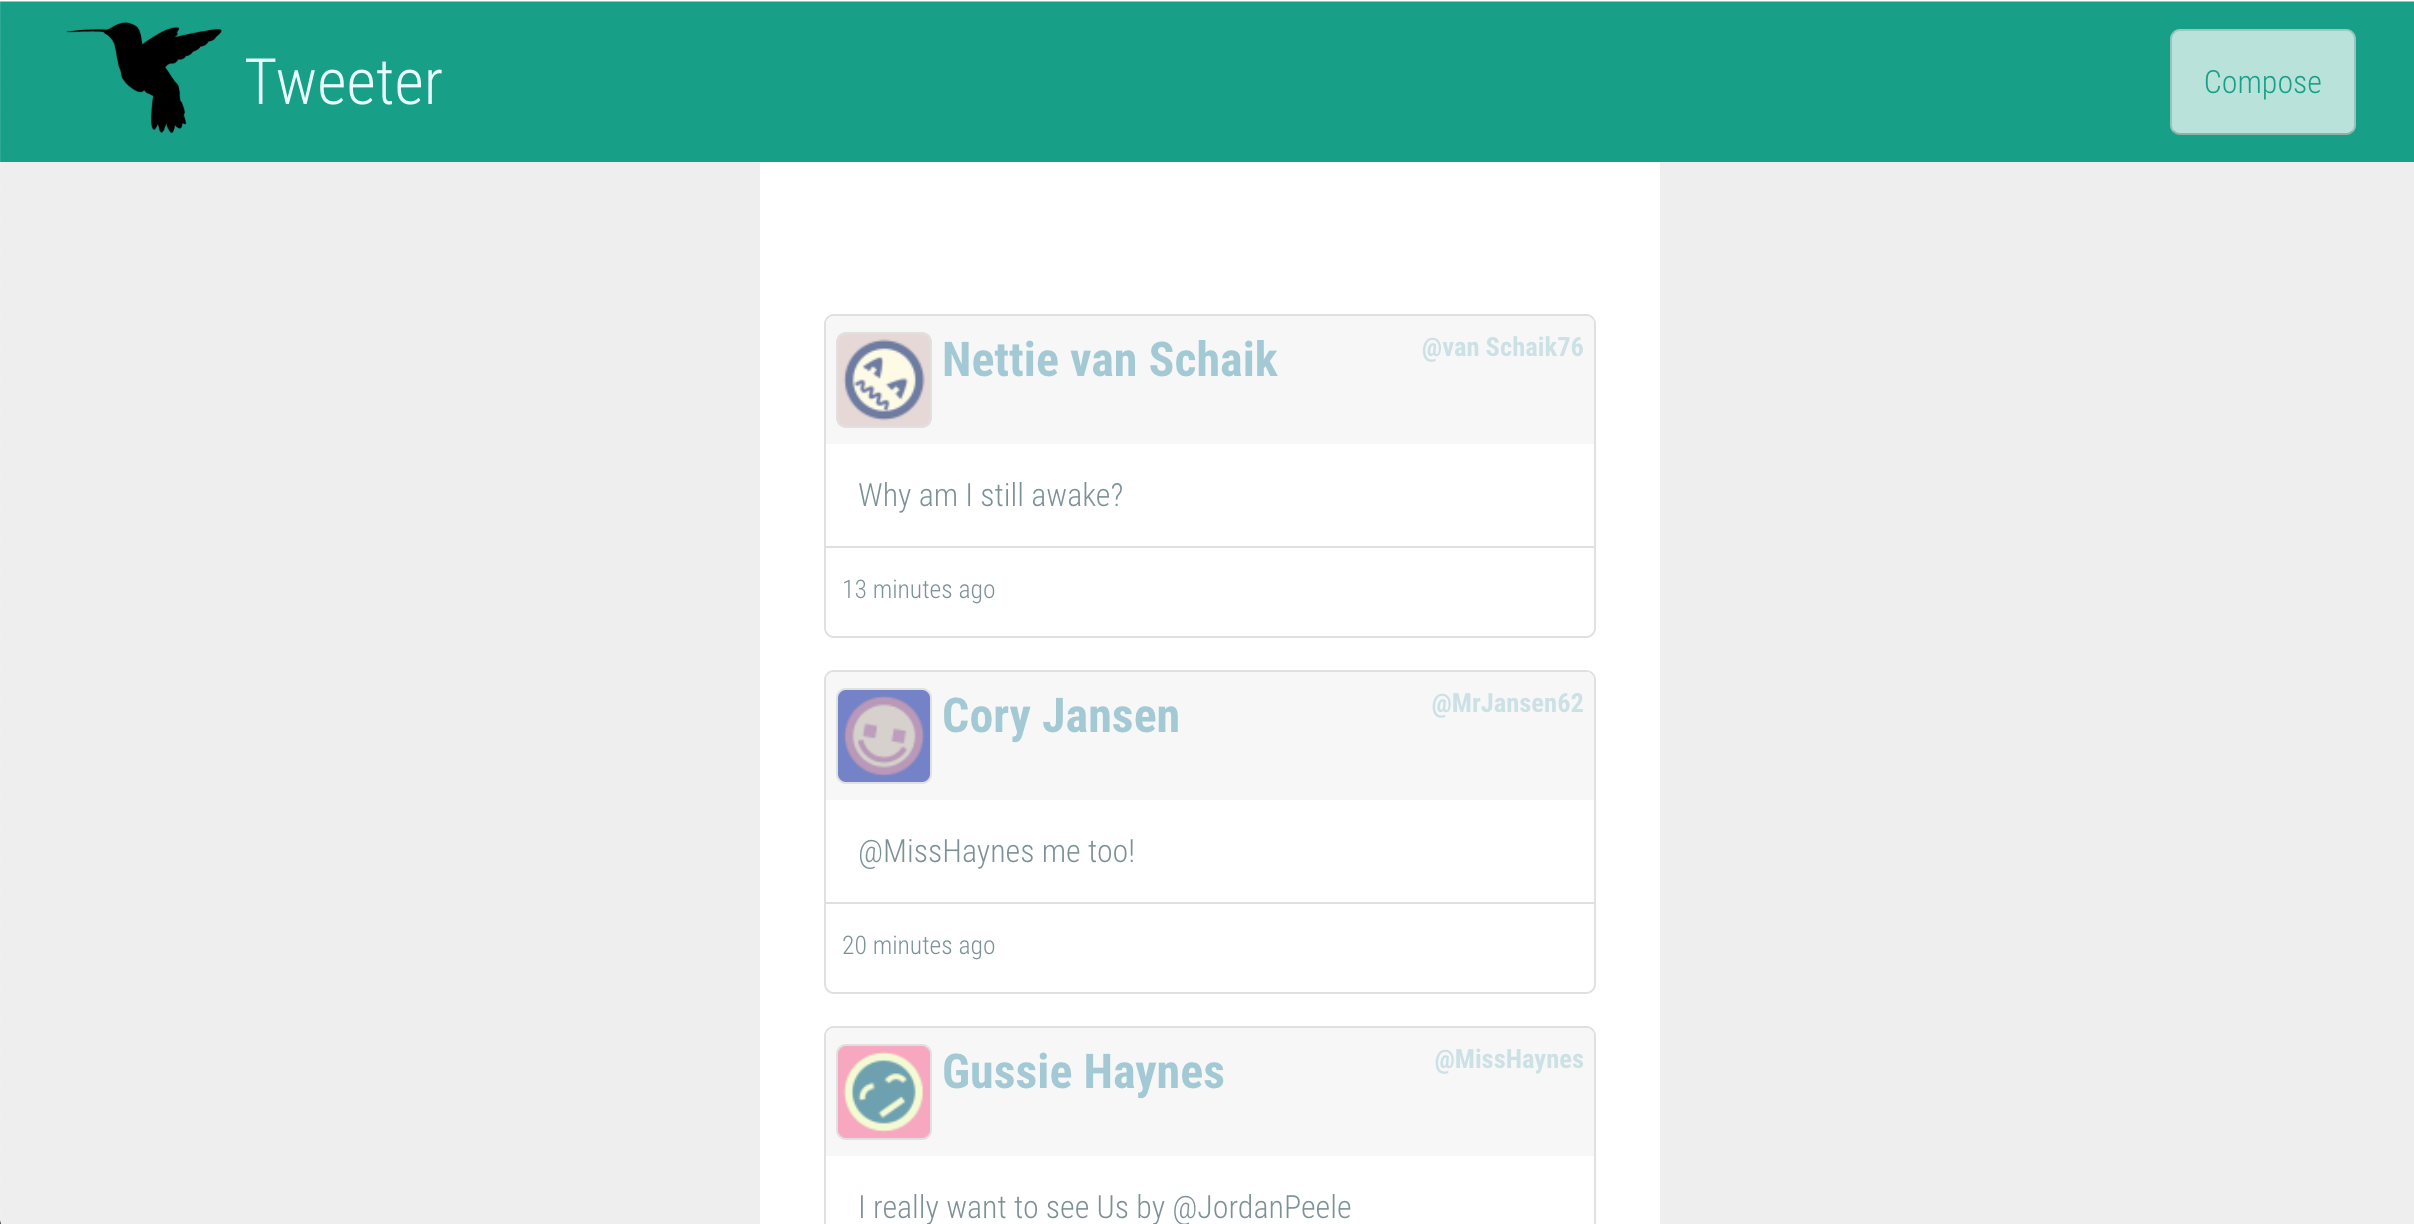 Tweeter
Compose
Nettie van Schaik
@van Schaik76
Why am I still awake?
13 minutes ago
Cory Jansen
@MrJansen62
@MissHaynes me too!
20 minutes ago
Gussie Haynes
@MissHaynes
I really want to see Us by @JordanPeele